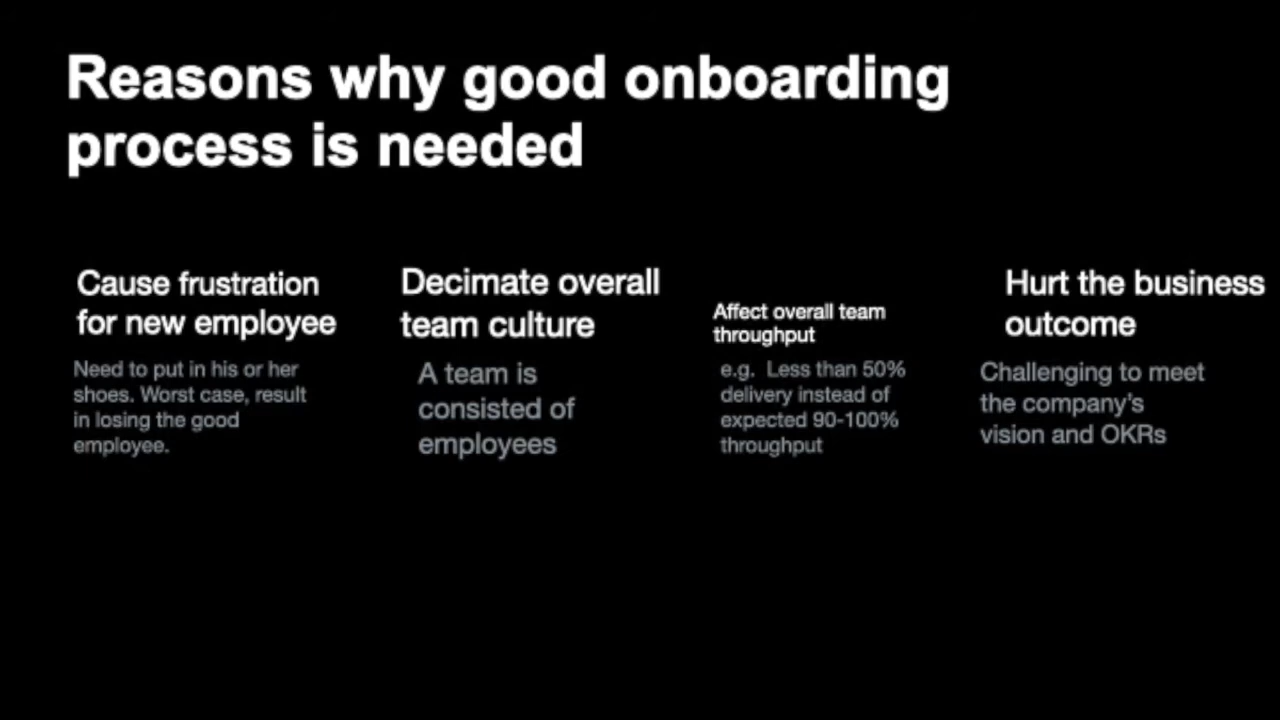 Reasons why good onboarding
process is needed
Cause frustration
for new employee
Need to put in his or her
shoes. Worst case, result
in losing the good
employee.
Decimate overall
team culture
A team is
consisted of
employees
Affect overall team
throughput
e.g. Less than 50%
delivery instead of
expected 90-100%
throughput
Hurt the business
outcome
Challenging to meet
the company's
vision and OKRs